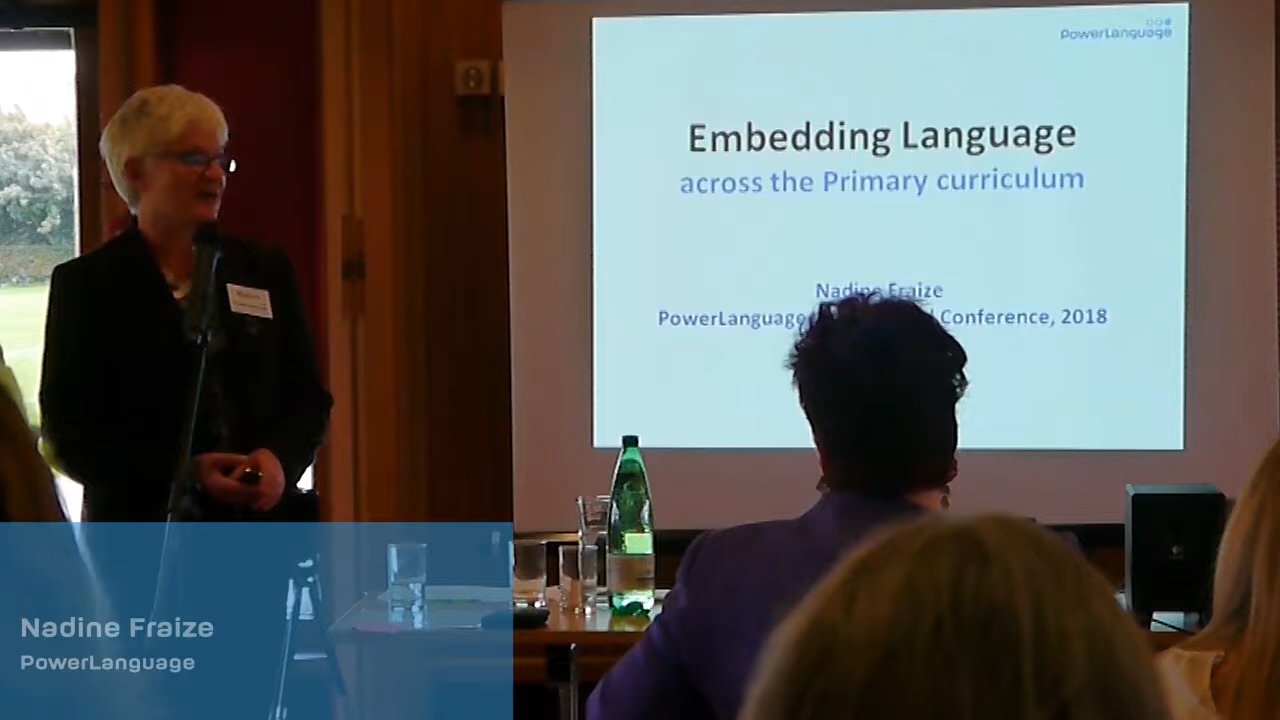 PowerLanguage
Embedding Language
across the Primary curriculum
Nadine Fraize
PowerLanguage Conference, 2018
Nadine Fraize
PowerLanguage